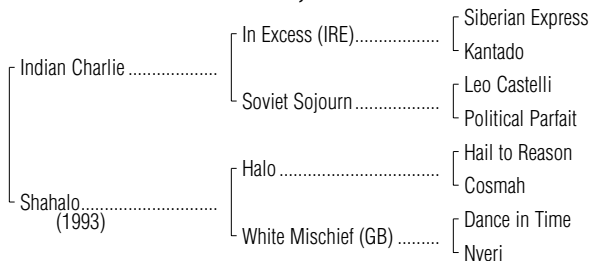 Siberian Express
In Excess (IRE)..................
Kantado
Indian Charlie ...................
Leo Castelli
Soviet Sojourn ..................
Political Parfait
Hail to Reason
Halo ..................................
Cosmah
Shahalo.............................
(1993)
Dance in Time
White Mischief (GB) .........
Nyeri